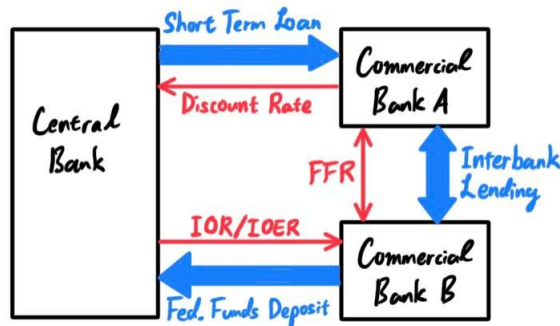 Short Term Loan
Central
Bank
Commercial
Bank A
Discount Rate
FFR
Interbank
Lending
IOR/IOER
Commercial
Bank B
Fed. Funds Deposit